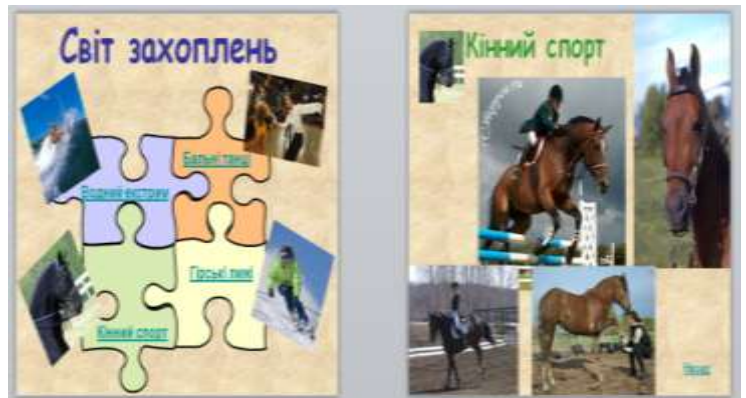 Світ захоплень
Бальні танці
Водний екстрим
Гірські лижі
Кінний спорт
Кінний спорт
Назад